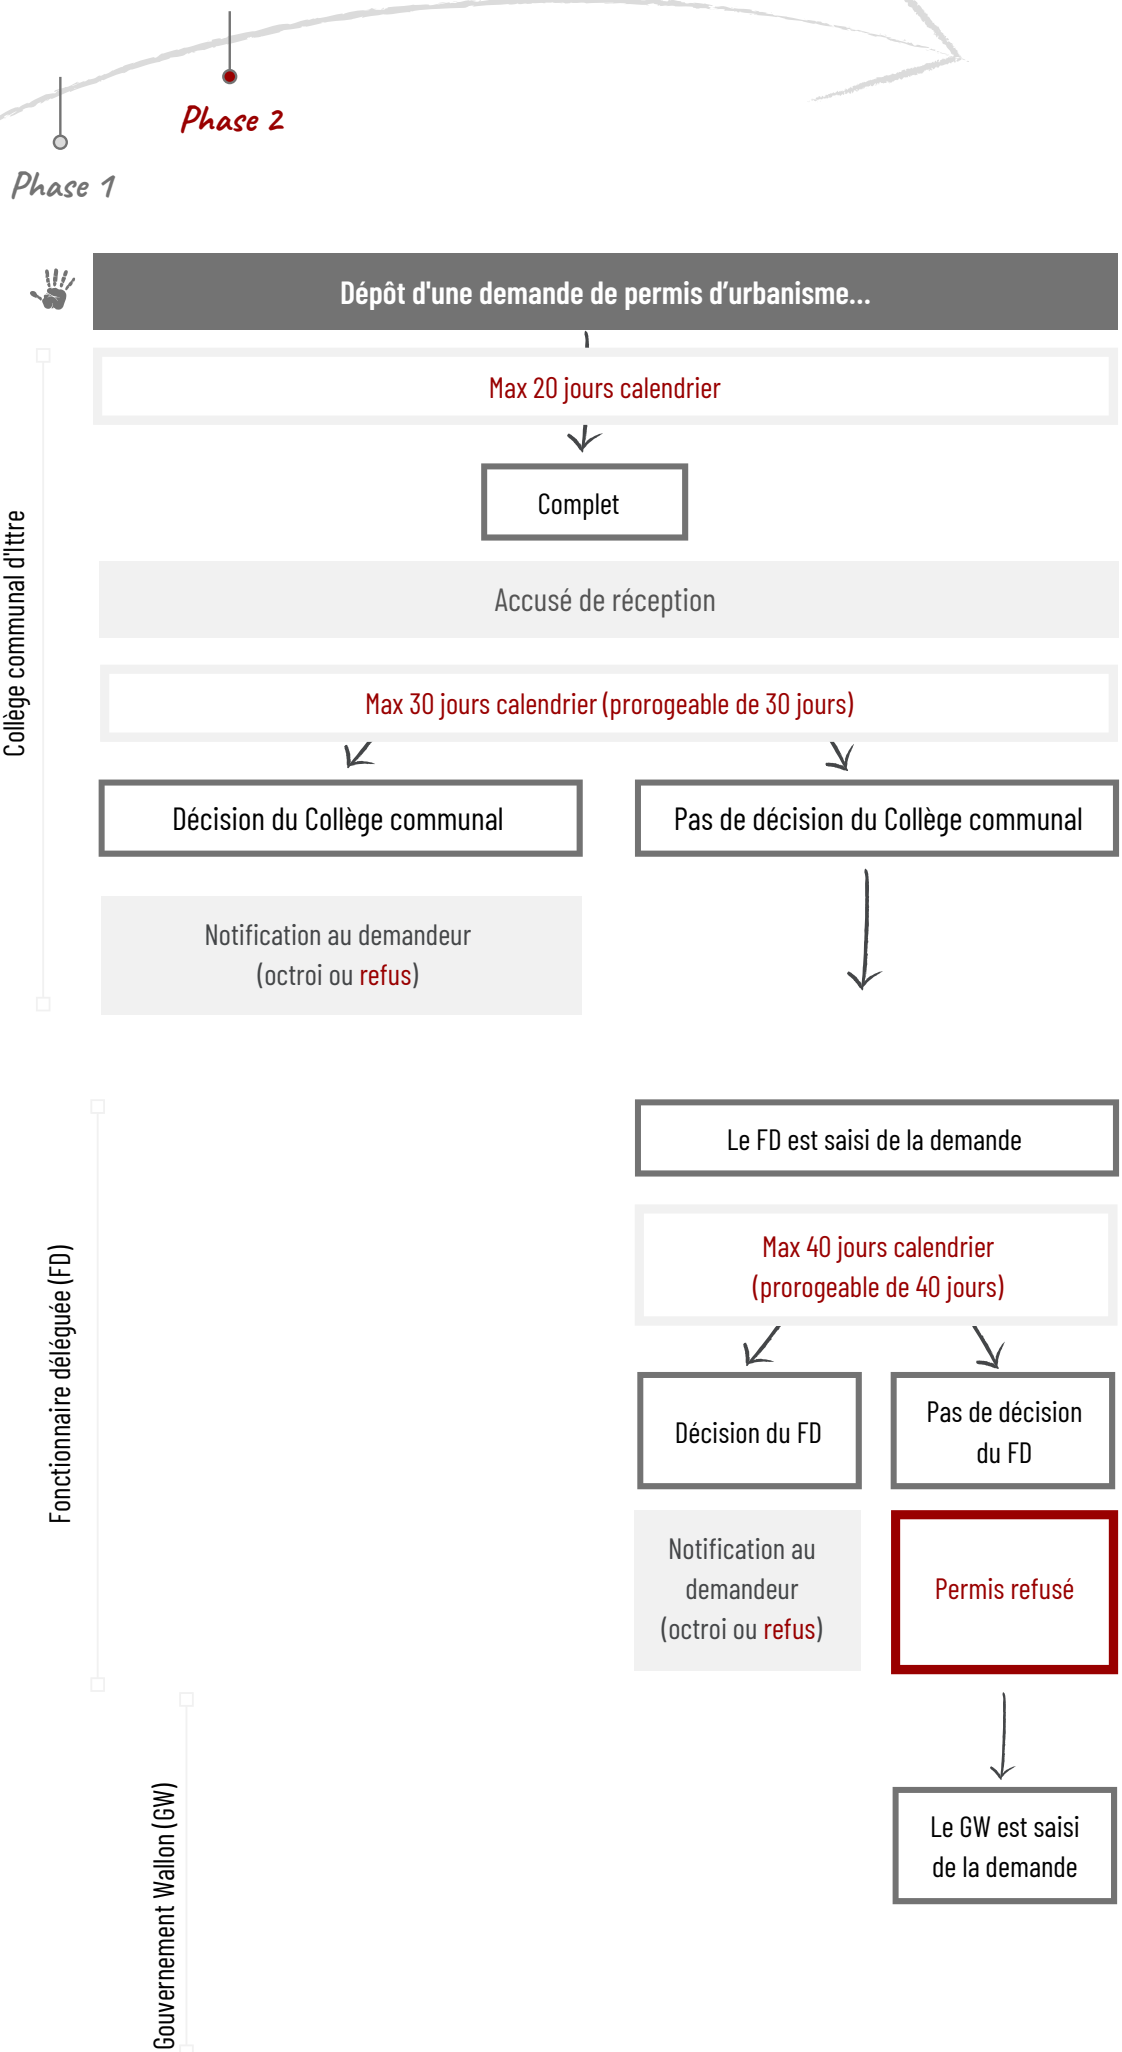 Phase 2
Phase 1
Dépôt d'une demande de permis d’urbanisme...
Max 20 jours calendrier
Complet
Accusé de réception
Max 30 jours calendrier (prorogeable de 30 jours)
Collège communal d'Ittre
Décision du Collège communal
Pas de décision du Collège communal
Notification au demandeur
(octroi ou refus)
Le FD est saisi de la demande
Max 40 jours calendrier
(prorogeable de 40 jours)
Fonctionnaire déléguée (FD)
Décision du FD
Pas de décision
du FD
Notification au
demandeur
(octroi ou refus)
Permis refusé
Le GW est saisi
de la demande
Gouvernement Wallon (GW)